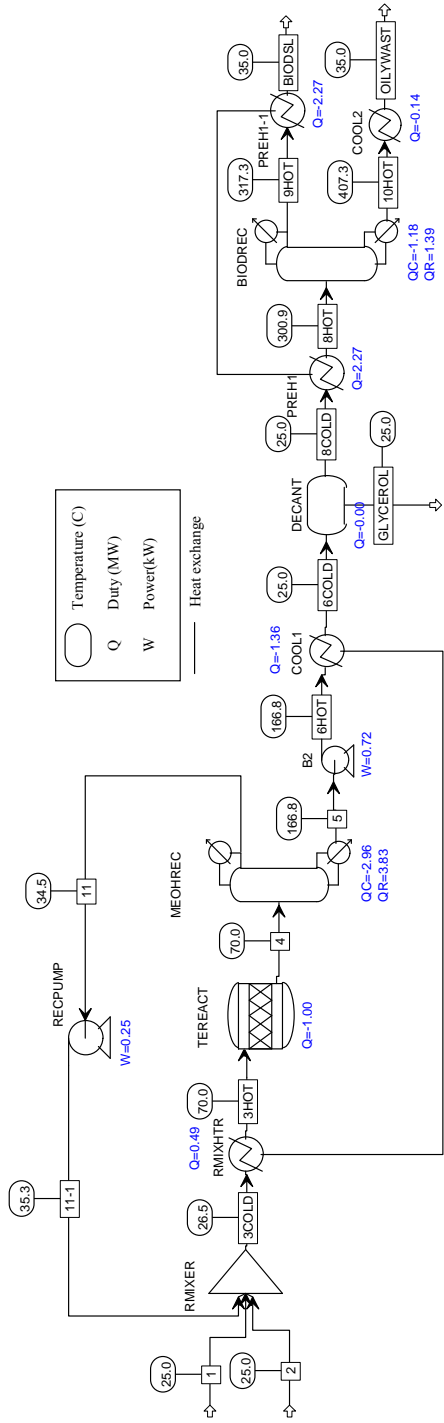 Temperature (C)
Q Duty (MW)
W Power(kW)
Heat exchange
25.0
1
25.0
2
RMIXER
35.3
11-1
RECPUMP
W=0.25
34.5
11
26.5
3COLD
Q=0.49
RMIXHTR
70.0
3HOT
TEREACT
Q=-1.00
70.0
4
MEOHREC
QC=-2.96
QR=3.83
166.8
5
B2
W=0.72
166.8
6HOT
Q=-1.36
COOL1
25.0
6COLD
DECANT
Q=-0.00
GLYCEROL
25.0
25.0
8COLD
PREH1
Q=2.27
300.9
8HOT
BIODREC
QC=-1.18
QR=1.39
317.3
9HOT
PREH1-1
Q=-2.27
35.0
BIODSL
407.3
10HOT
COOL2
Q=-0.14
35.0
OILYWAST